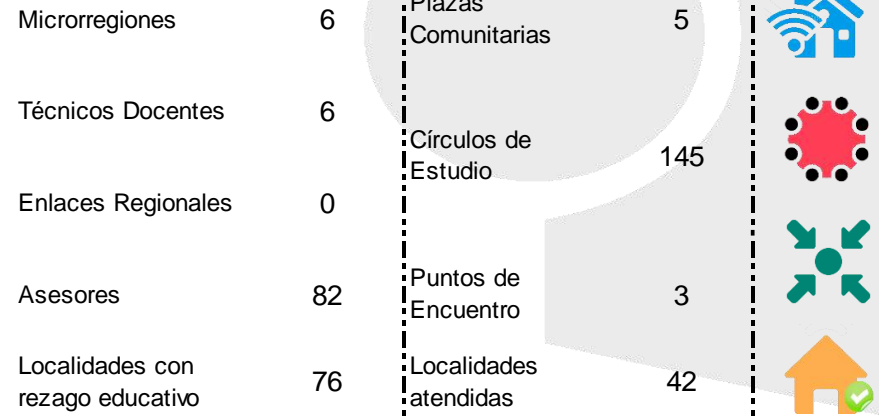 Microrregiones 6
Plazas
Comunitarias 5
Técnicos Docentes 6
Círculos de
Estudio 145
Enlaces Regionales 0
Asesores 82
Puntos de
Encuentro 3
Localidades con
rezago educativo 76
Localidades
atendidas 42